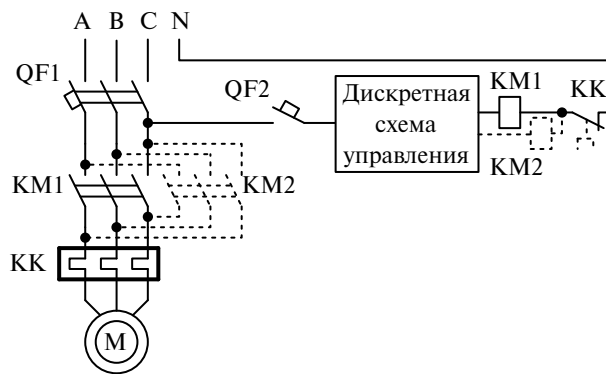 A B C N
QF1
QF2
Дискретная
схема
управления
KM1
KK
KM2
KM1
KM2
KK
M